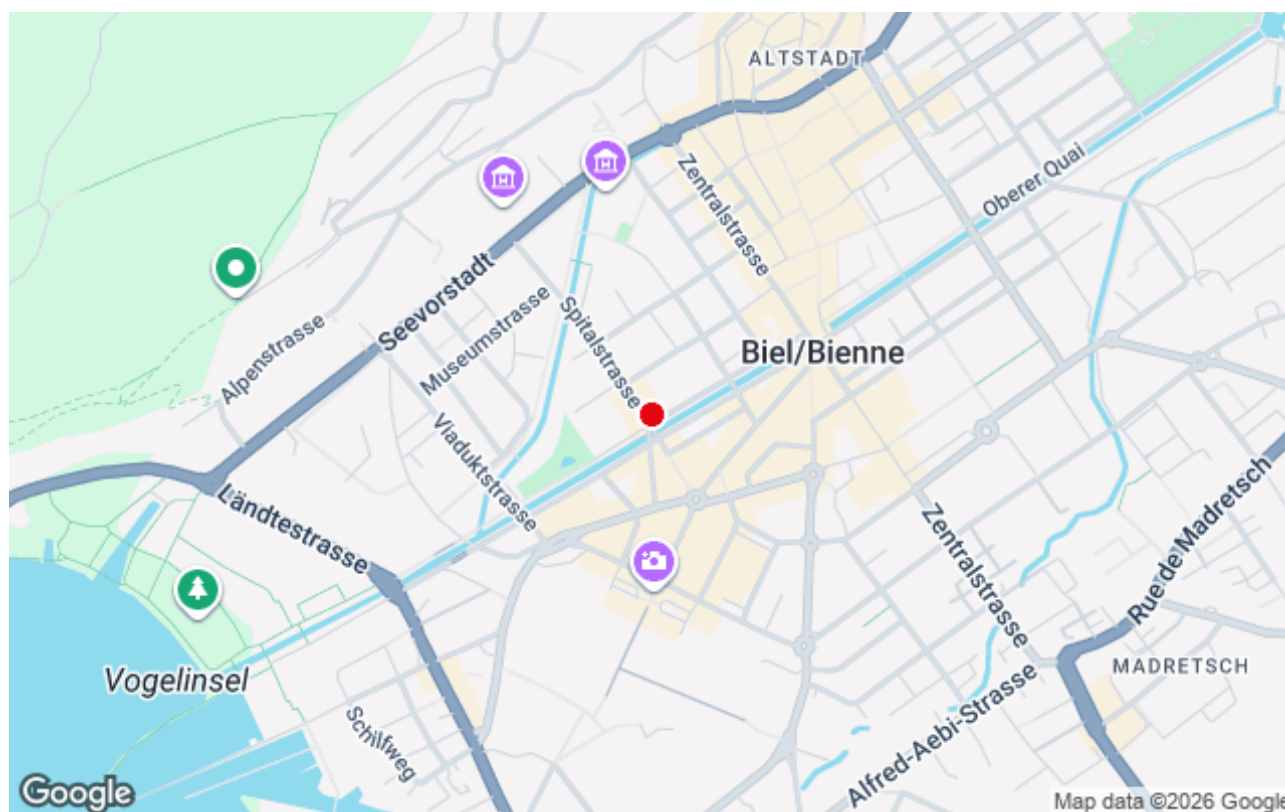 ALTSTADT
Oberer Quai
Zentralstrasse
Seevorstadt
Spitalstrasse
Museumstrasse
Alpenstrasse
Biel/Bienne
Viaduktstrasse
Ländtestrasse
Zentralstrasse
Rue de Madretsch
MADRETSCH
Vogelinsel
Alfred-Aebi-Strasse
Schilfweg
Google
Map data ©2026 Google